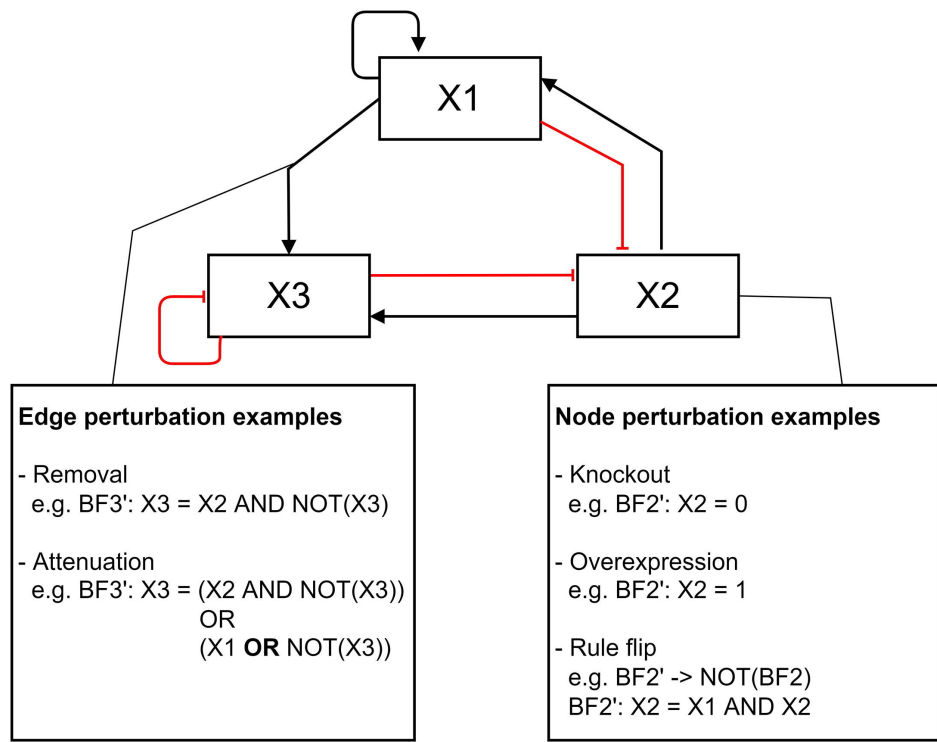 X1
X3
X2
Edge perturbation examples
- Removal
e.g. BF3': X3 = X2 AND NOT(X3)
- Attenuation
e.g. BF3': X3 = (X2 AND NOT(X3))
OR
(X1 OR NOT(X3))
Node perturbation examples
- Knockout
e.g. BF2': X2 = 0
- Overexpression
e.g. BF2': X2 = 1
- Rule flip
e.g. BF2' -> NOT(BF2)
BF2': X2 = X1 AND X2